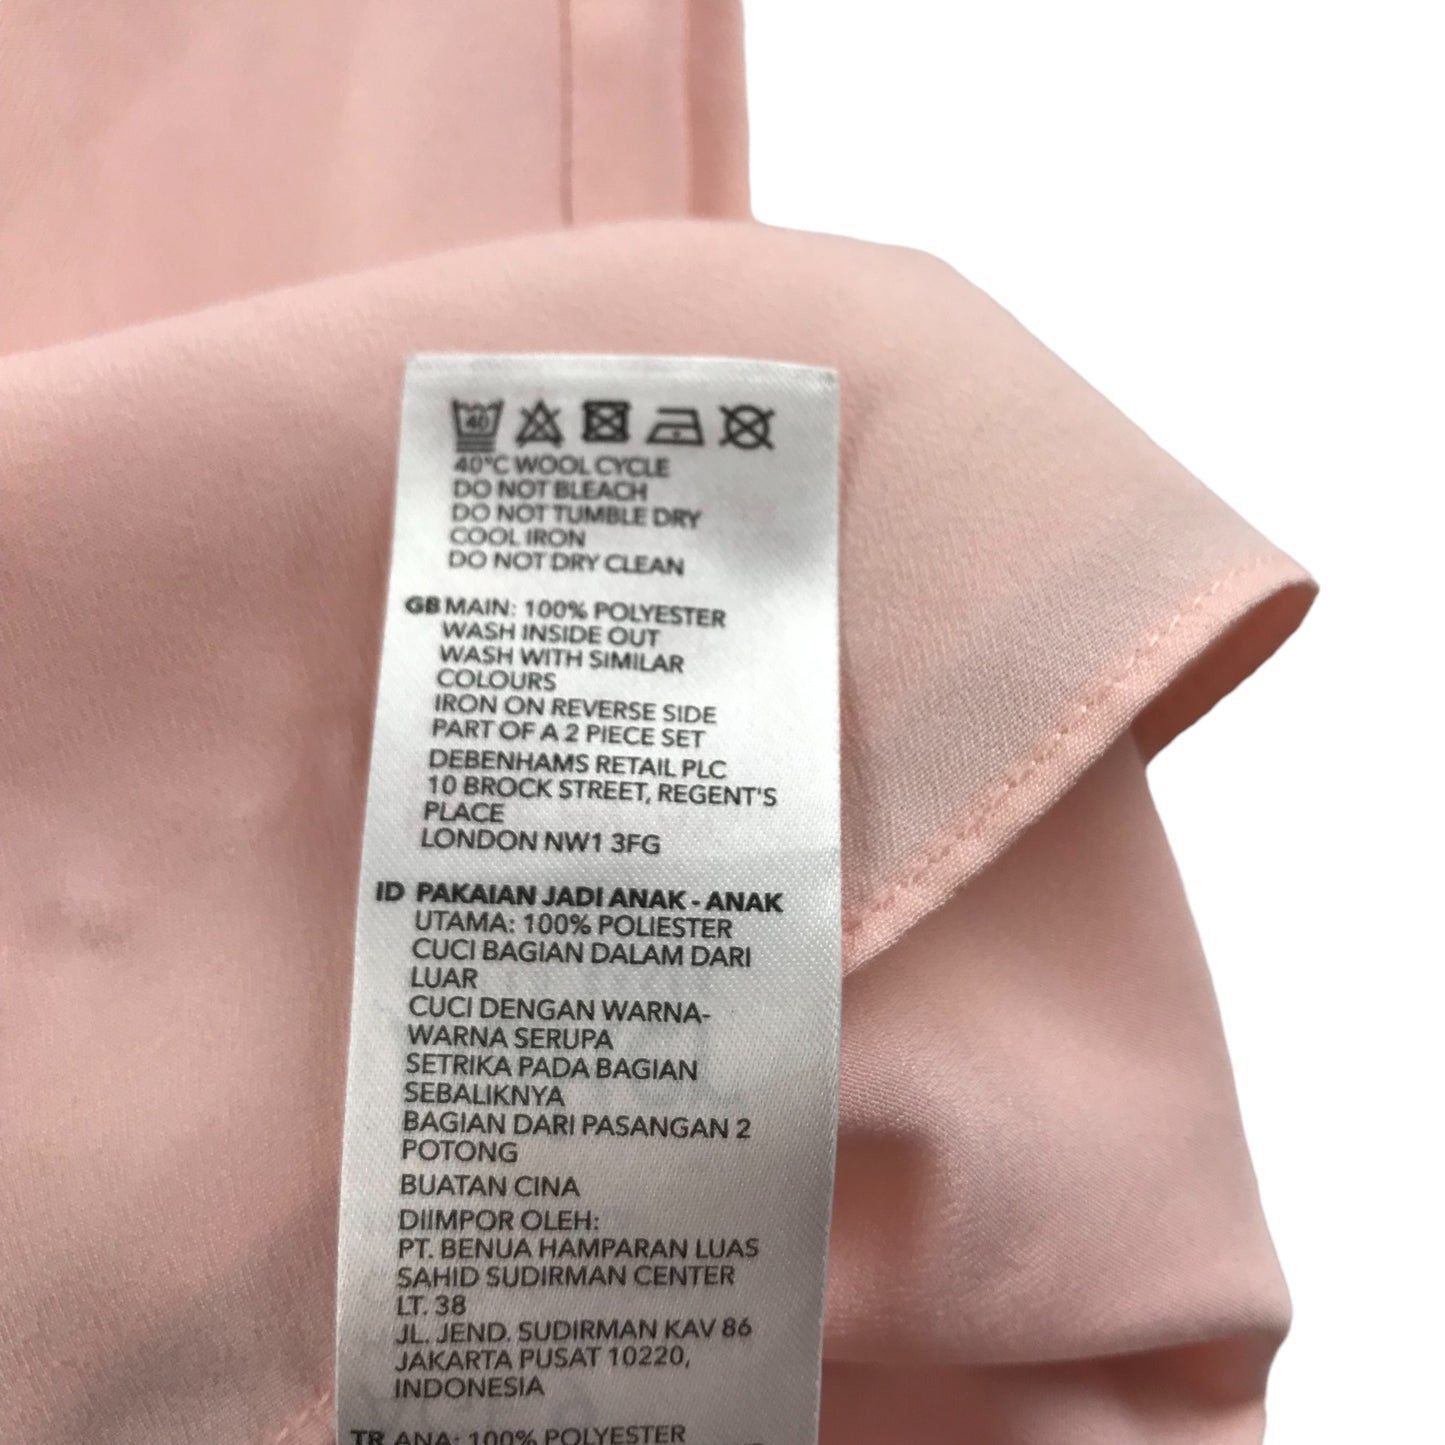 40
40°C WOOL CYCLE
DO NOT BLEACH
DO NOT TUMBLE DRY
COOL IRON
DO NOT DRY CLEAN
GB MAIN: 100% POLYESTER
WASH INSIDE OUT
WASH WITH SIMILAR
COLOURS
IRON ON REVERSE SIDE
PART OF A 2 PIECE SET
DEBENHAMS RETAIL PLC
10 BROCK STREET, REGENT'S
PLACE
LONDON NW1 3FG
ID PAKAIAN JADI ANAK - ANAK
UTAMA: 100% POLIESTER
CUCI BAGIAN DALAM DARI
LUAR
CUCI DENGAN WARNA-
WARNA SERUPA
SETRIKA PADA BAGIAN
SEBALIKNYA
BAGIAN DARI PASANGAN 2
POTONG
BUATAN CINA
DIIMPOR OLEH:
PT. BENUA HAMPARAN LUAS
SAHID SUDIRMAN CENTER
LT. 38
JL. JEND. SUDIRMAN KAV 86
JAKARTA PUSAT 10220,
INDONESIA
TR ANA: 100% POLYESTER